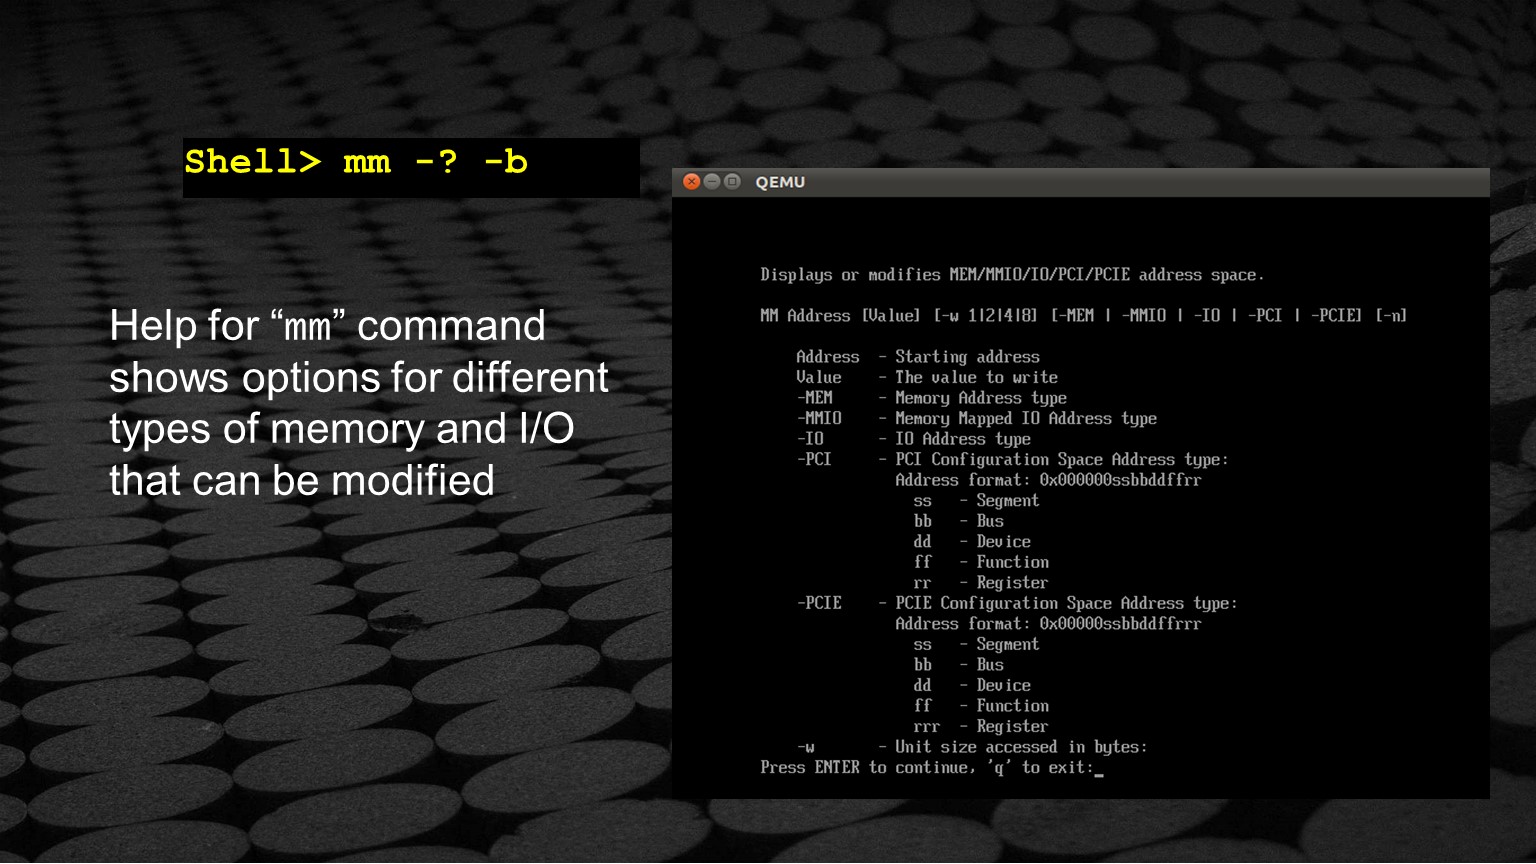 Shell> mm -? -b
Help for “mm” command
shows options for different
types of memory and I/O
that can be modified
QEMU
Displays or modifies MEM/MMIO/IO/PCI/PCIE address space.
MM Address [Value] [-w 1|2|4|8] [-MEM | -MMIO | -IO | -PCI | -PCIE] [-n]
Address - Starting address
Value - The value to write
-MEM - Memory Address type
-MMIO - Memory Mapped IO Address type
-IO - IO Address type
-PCI - PCI Configuration Space Address type:
Address format: 0x000000ssbbddffrr
ss - Segment
bb - Bus
dd - Device
ff - Function
rr - Register
-PCIE - PCIE Configuration Space Address type:
Address format: 0x00000ssbbddffrrr
ss - Segment
bb - Bus
dd - Device
ff - Function
rrr - Register
-w - Unit size accessed in bytes:
Press ENTER to continue, 'q' to exit:_